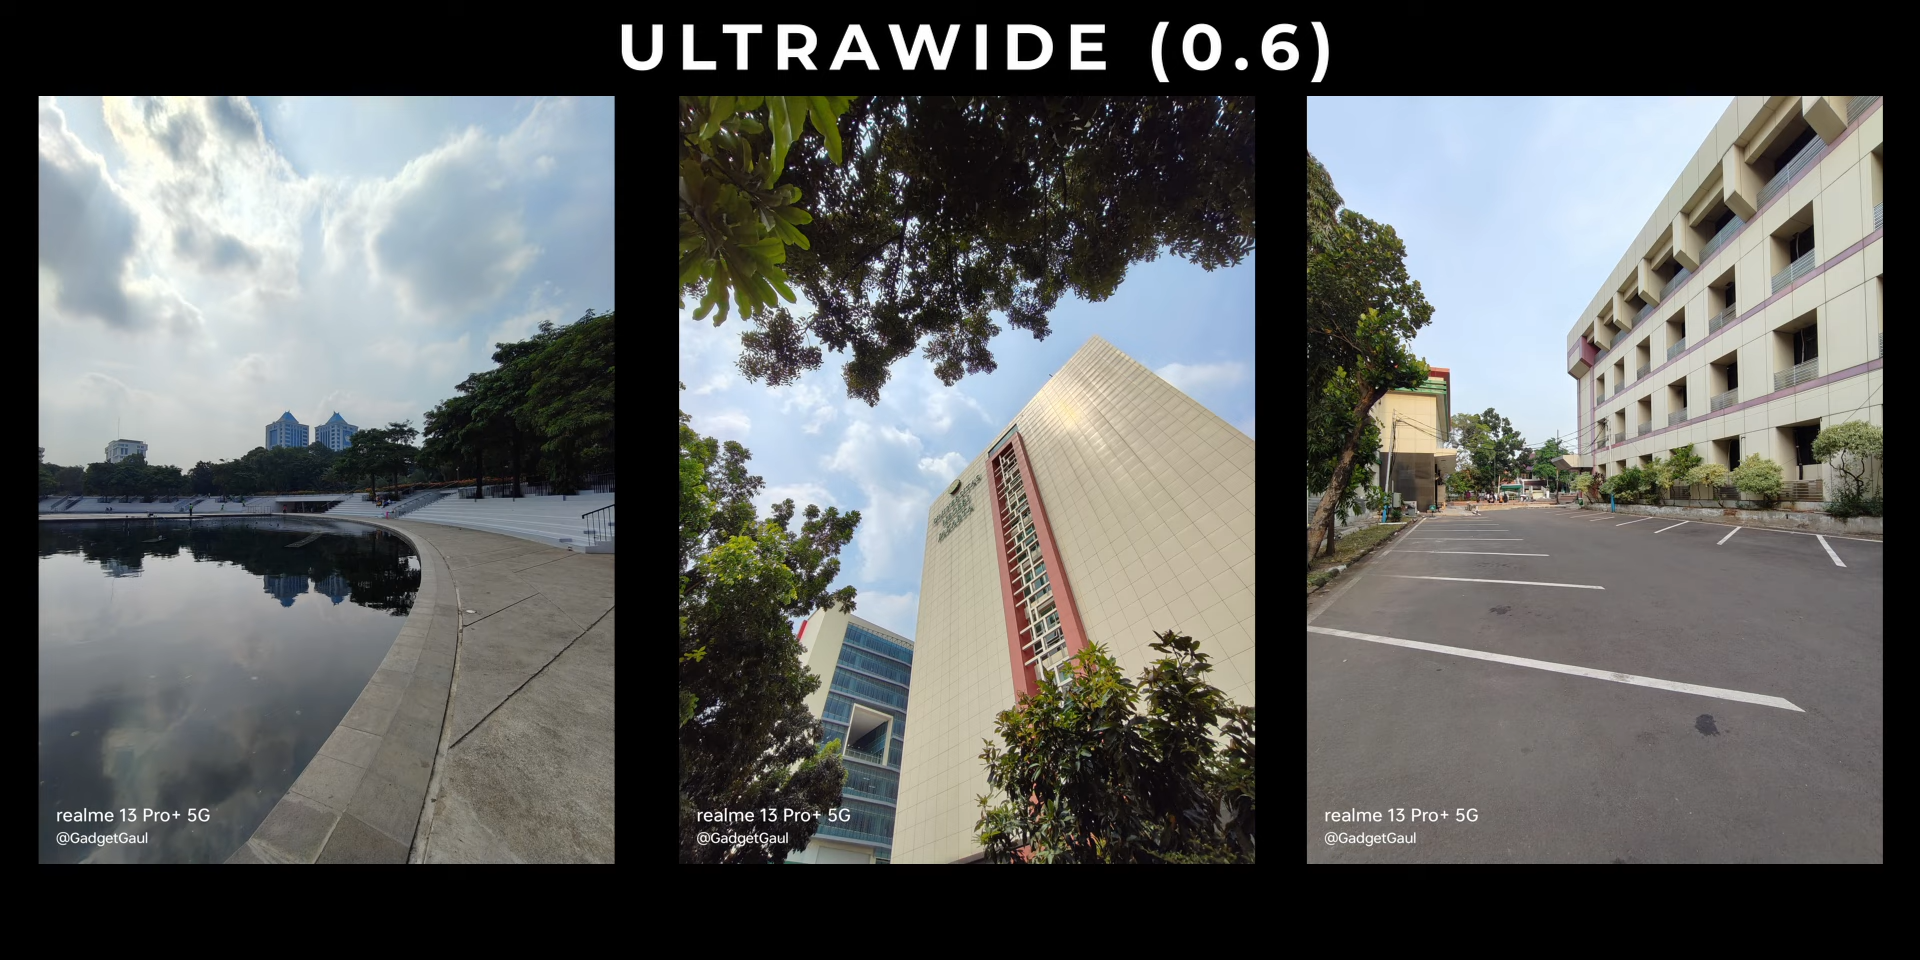 ULTRAWIDE (0.6)
realme 13 Pro+ 5G
@GadgetGaul
realme 13 Pro+ 5G
@GadgetGaul
realme 13 Pro+ 5G
@GadgetGaul